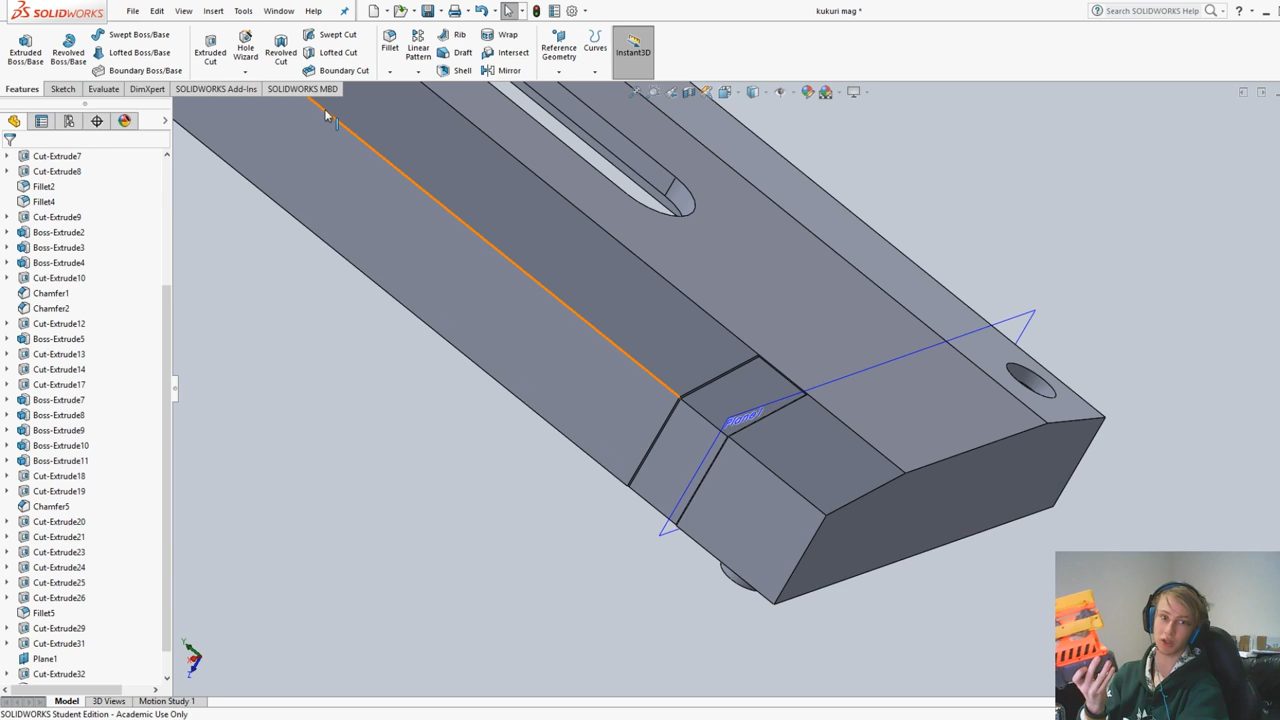 SOLIDWORKS File Edit View Insert Tools Window Help kukuri mag * Search SOLIDWORKS Help ?
Extruded Boss/Base
Revolved Boss/Base
Swept Boss/Base
Lofted Boss/Base
Boundary Boss/Base
Extruded Cut
Hole Wizard
Revolved Cut
Swept Cut
Lofted Cut
Boundary Cut
Fillet
Linear Pattern
Rib
Draft
Shell
Wrap
Intersect
Mirror
Reference Geometry
Curves
Instant3D
Features Sketch Evaluate DimXpert SOLIDWORKS Add-Ins SOLIDWORKS MBD
Cut-Extrude7
Cut-Extrude8
Fillet2
Fillet4
Cut-Extrude9
Boss-Extrude2
Boss-Extrude3
Boss-Extrude4
Cut-Extrude10
Chamfer1
Chamfer2
Cut-Extrude12
Boss-Extrude5
Cut-Extrude13
Cut-Extrude14
Cut-Extrude17
Boss-Extrude7
Boss-Extrude8
Boss-Extrude9
Boss-Extrude10
Boss-Extrude11
Cut-Extrude18
Cut-Extrude19
Chamfer5
Cut-Extrude20
Cut-Extrude21
Cut-Extrude23
Cut-Extrude24
Cut-Extrude25
Cut-Extrude26
Fillet5
Cut-Extrude29
Cut-Extrude31
Plane1
Cut-Extrude32
Plane1
Model 3D Views Motion Study 1
SOLIDWORKS Student Edition - Academic Use Only